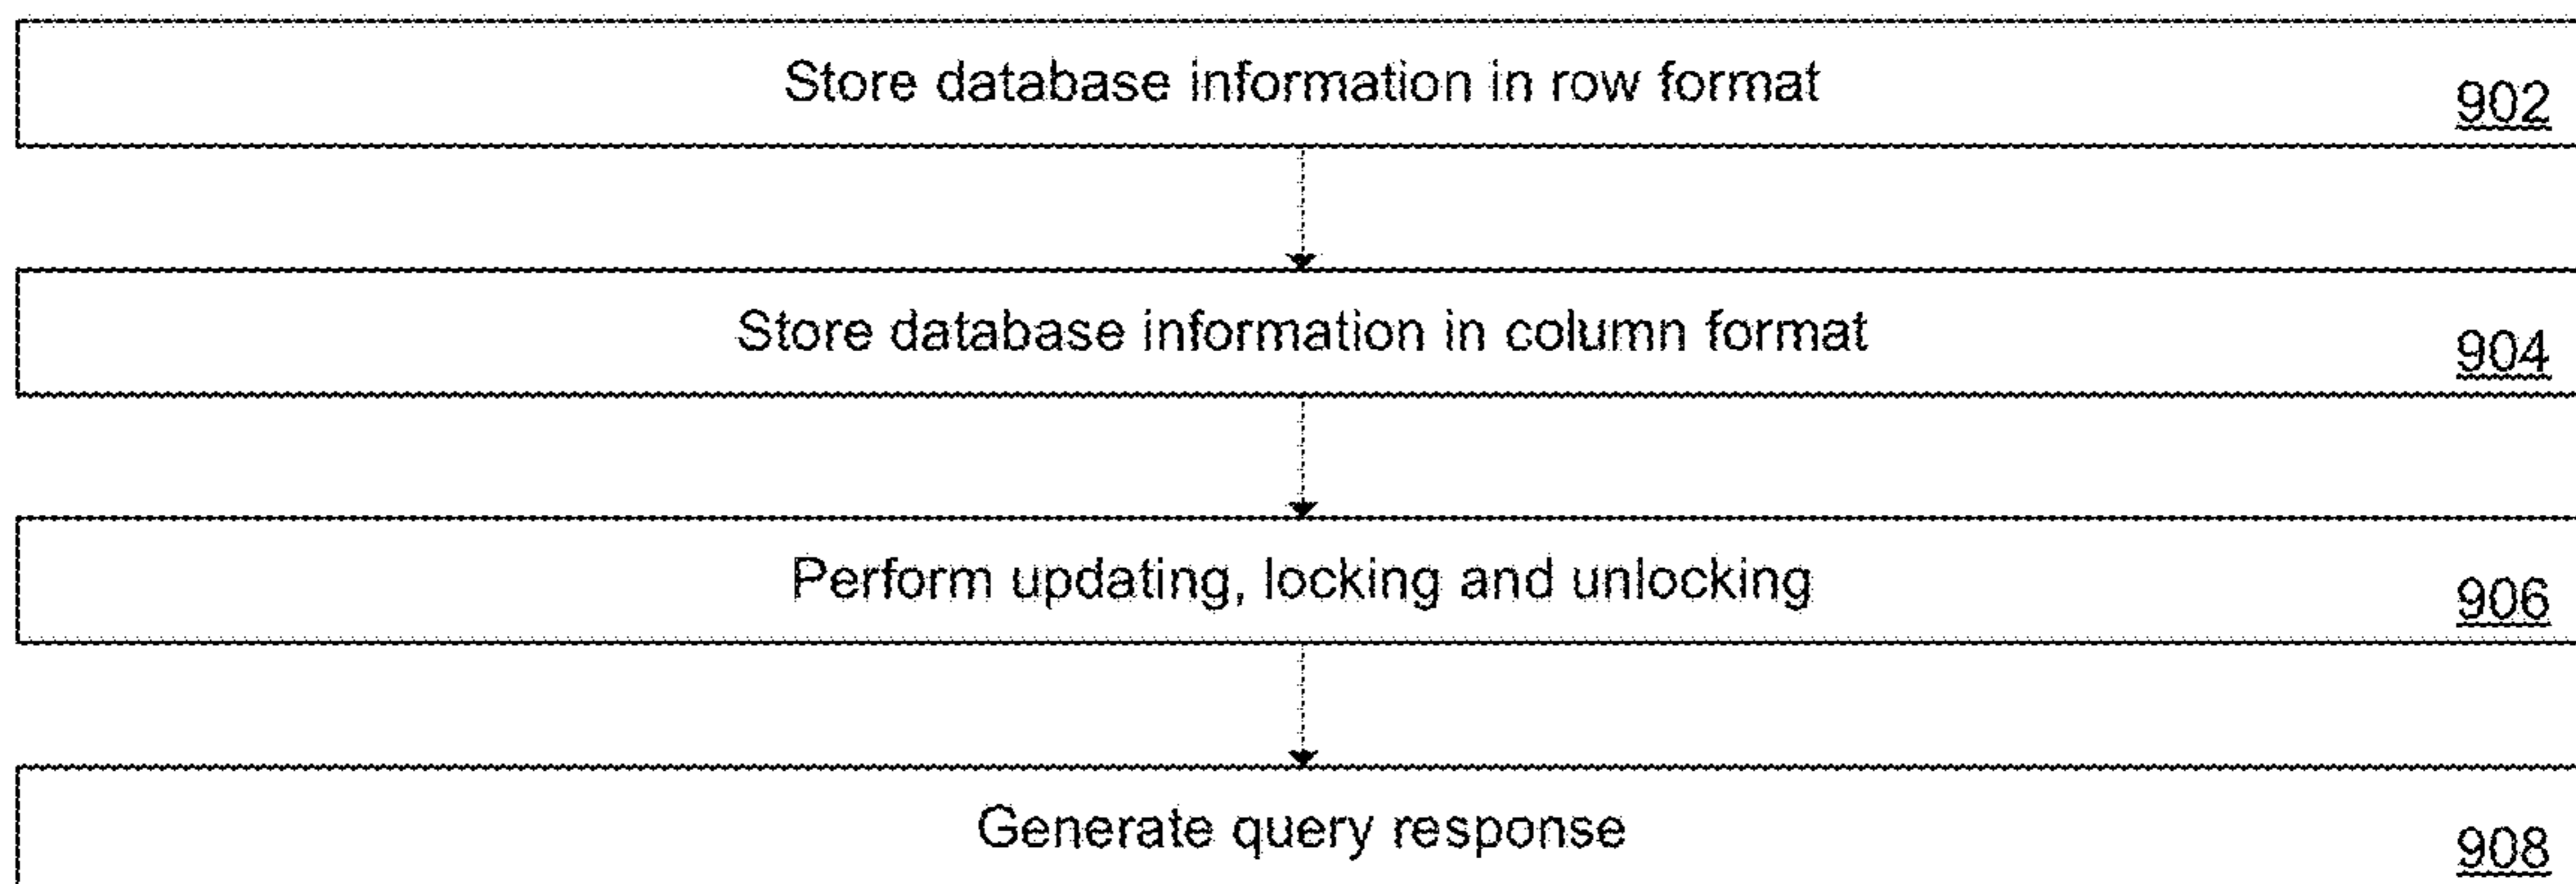 Store database information in row format
902
Store database information in column format
904
Perform updating, locking and unlocking
906
Generate query response
908